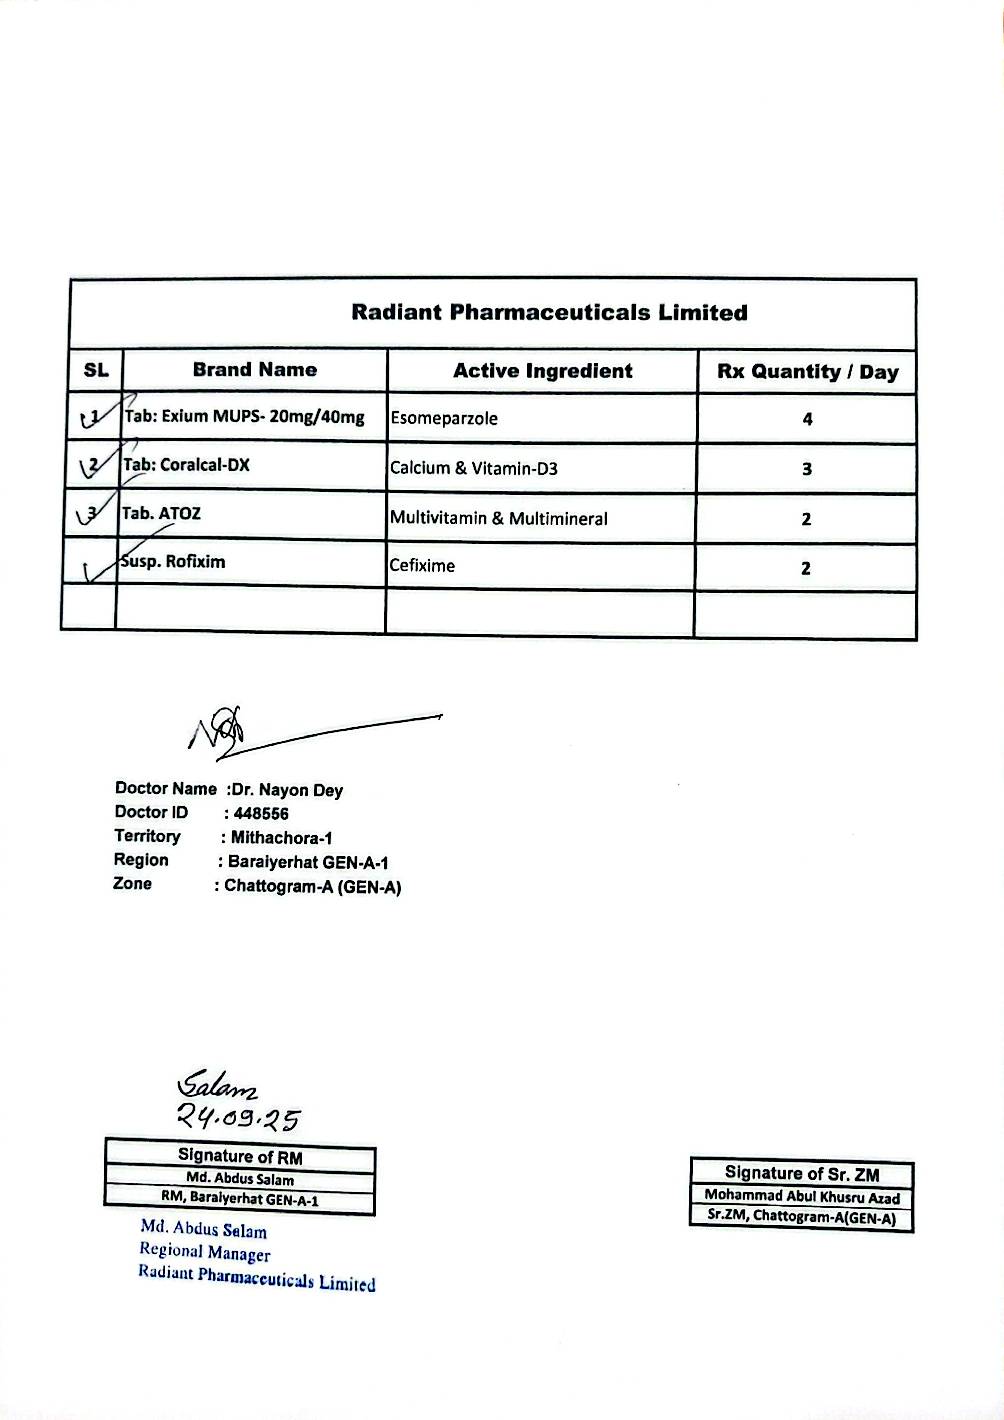 Radiant Pharmaceuticals Limited
SL Brand Name Active Ingredient Rx Quantity / Day
1 Tab: Exium MUPS- 20mg/40mg Esomeparzole 4
2 Tab: Coralcal-DX Calcium & Vitamin-D3 3
3 Tab. ATOZ Multivitamin & Multimineral 2
Susp. Rofixim Cefixime 2
Doctor Name :Dr. Nayon Dey
Doctor ID : 448556
Territory : Mithachora-1
Region : Baraiyerhat GEN-A-1
Zone : Chattogram-A (GEN-A)
Salam
24.09.25
Signature of RM
Md. Abdus Salam
RM, Baraiyerhat GEN-A-1
Md. Abdus Salam
Regional Manager
Radiant Pharmaceuticals Limited
Signature of Sr. ZM
Mohammad Abul Khusru Azad
Sr.ZM, Chattogram-A(GEN-A)